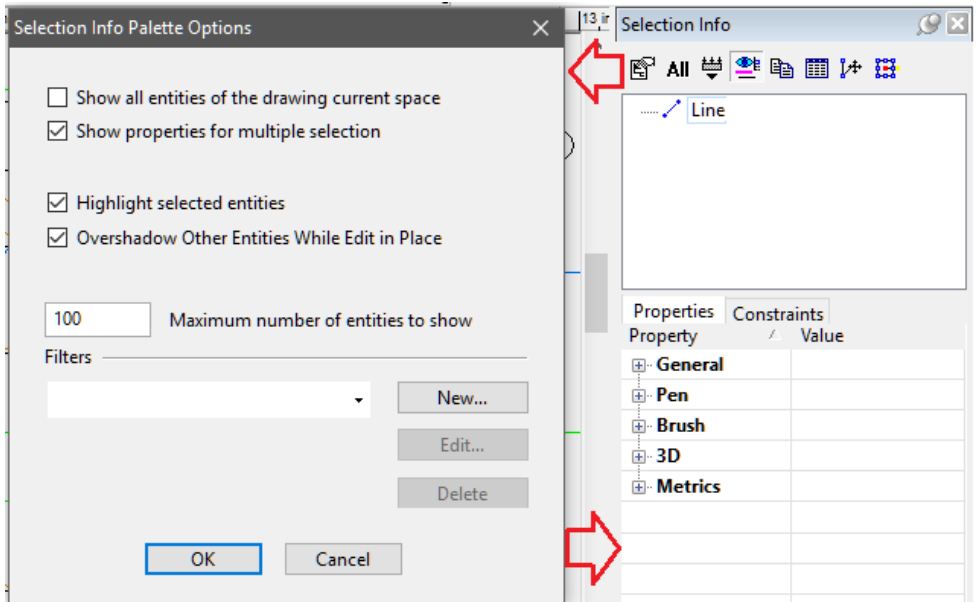 Selection Info Palette Options
Show all entities of the drawing current space
Show properties for multiple selection
Highlight selected entities
Overshadow Other Entities While Edit in Place
100 Maximum number of entities to show
Filters
New...
Edit...
Delete
OK Cancel
13 in
Selection Info
All
Line
Properties Constraints
Property Value
General
Pen
Brush
3D
Metrics